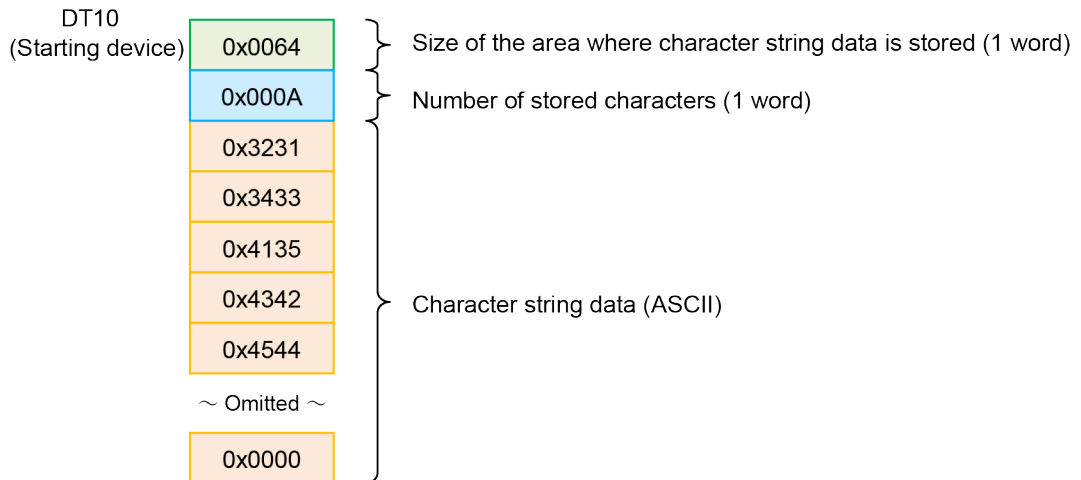 DT10
(Starting device)
0x0064
Size of the area where character string data is stored (1 word)
0x000A
Number of stored characters (1 word)
0x3231
0x3433
0x4135
0x4342
Character string data (ASCII)
0x4544
～ Omitted ～
0x0000